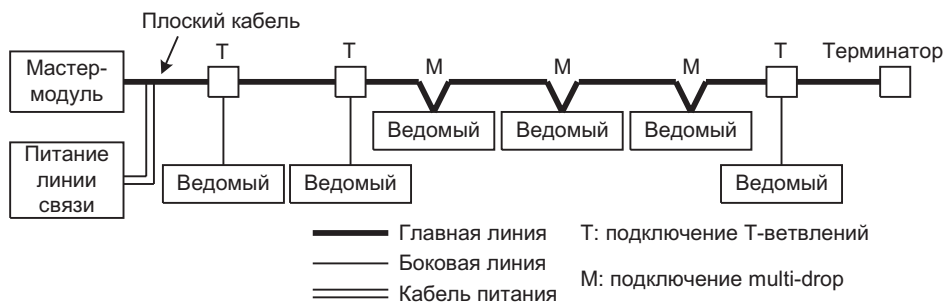 Плоский кабель
Мастер-
модуль
T
T
M
M
M
T
Терминатор
Ведомый
Ведомый
Ведомый
Питание
линии
связи
Ведомый
Ведомый
Ведомый
Главная линия
T: подключение T-ветвлений
Боковая линия
M: подключение multi-drop
Кабель питания